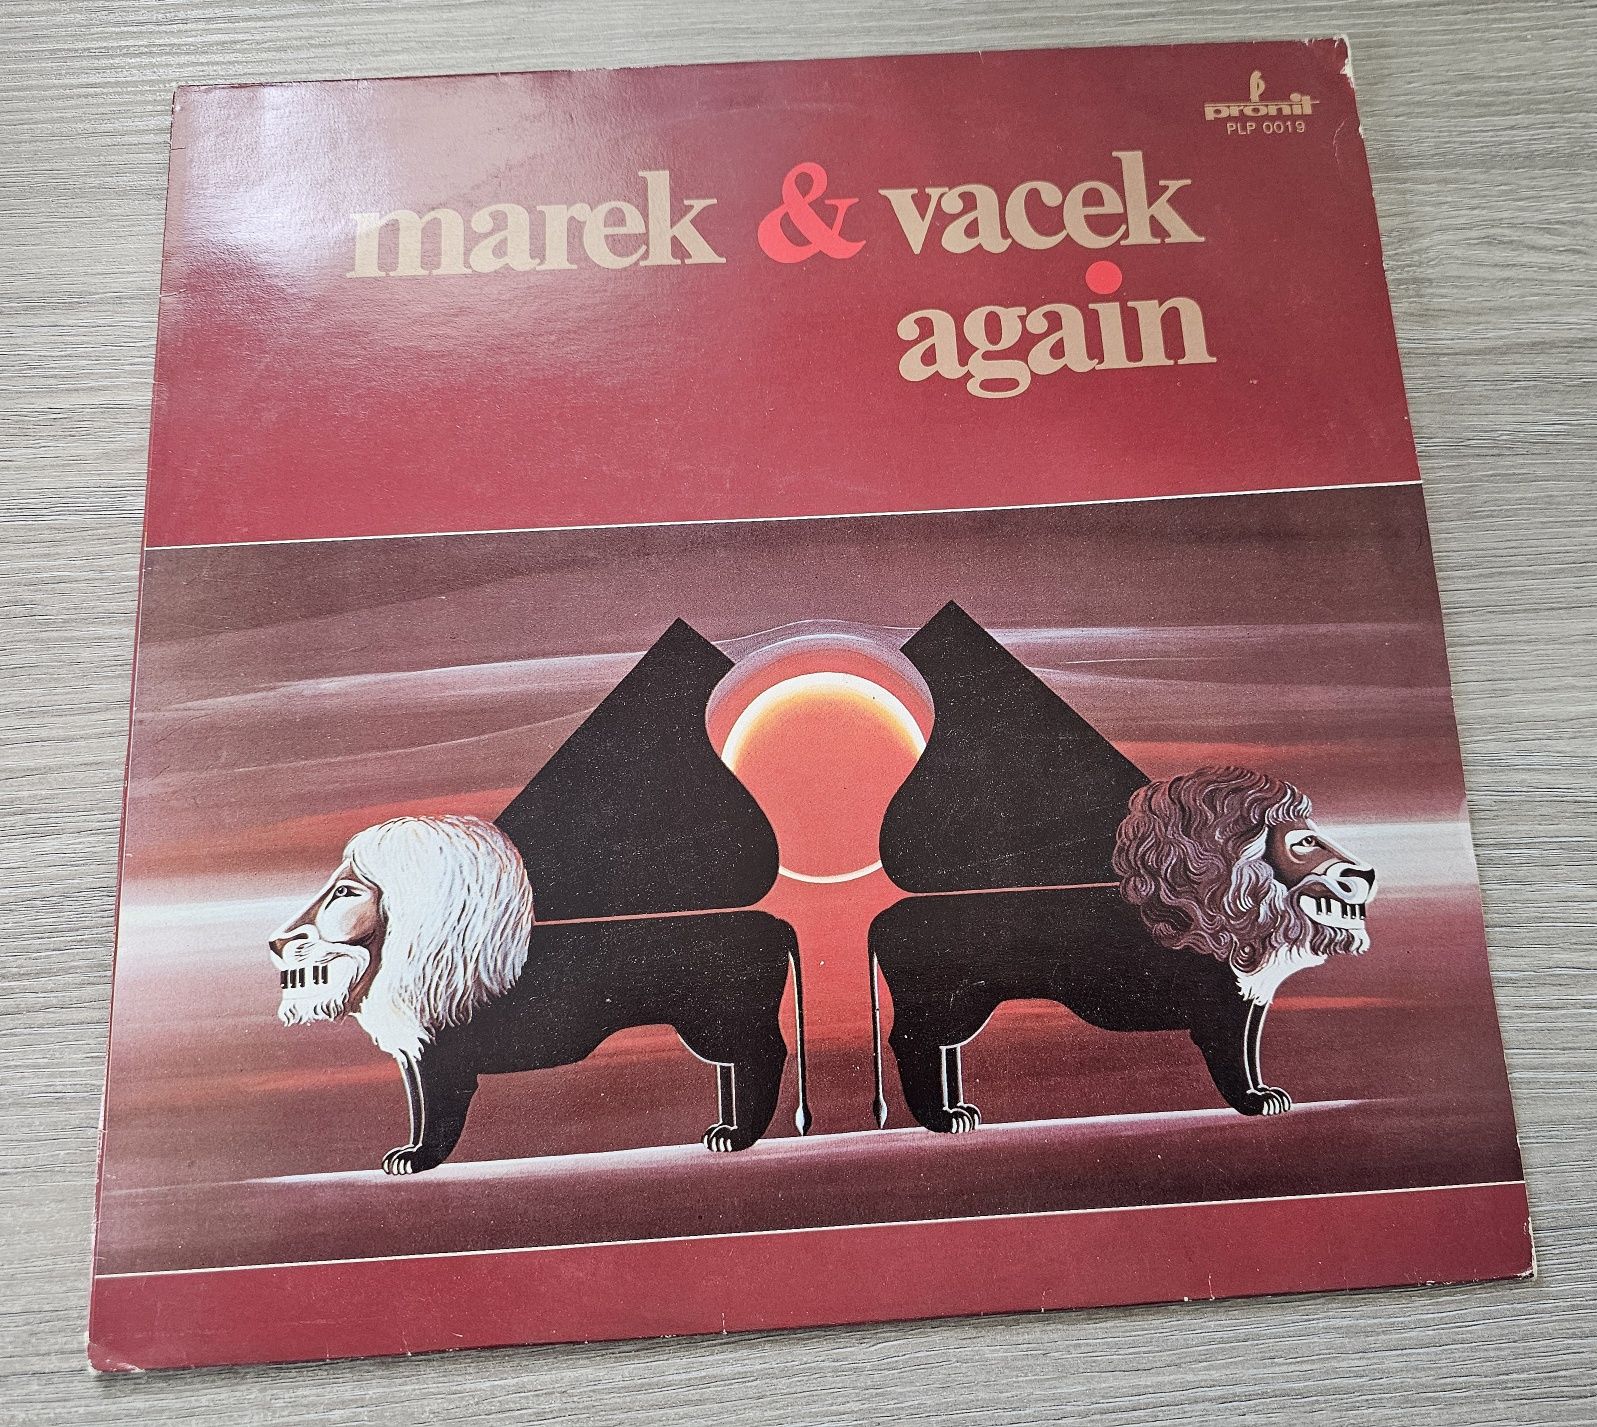 pronit
PLP 0019
marek & vacek
again